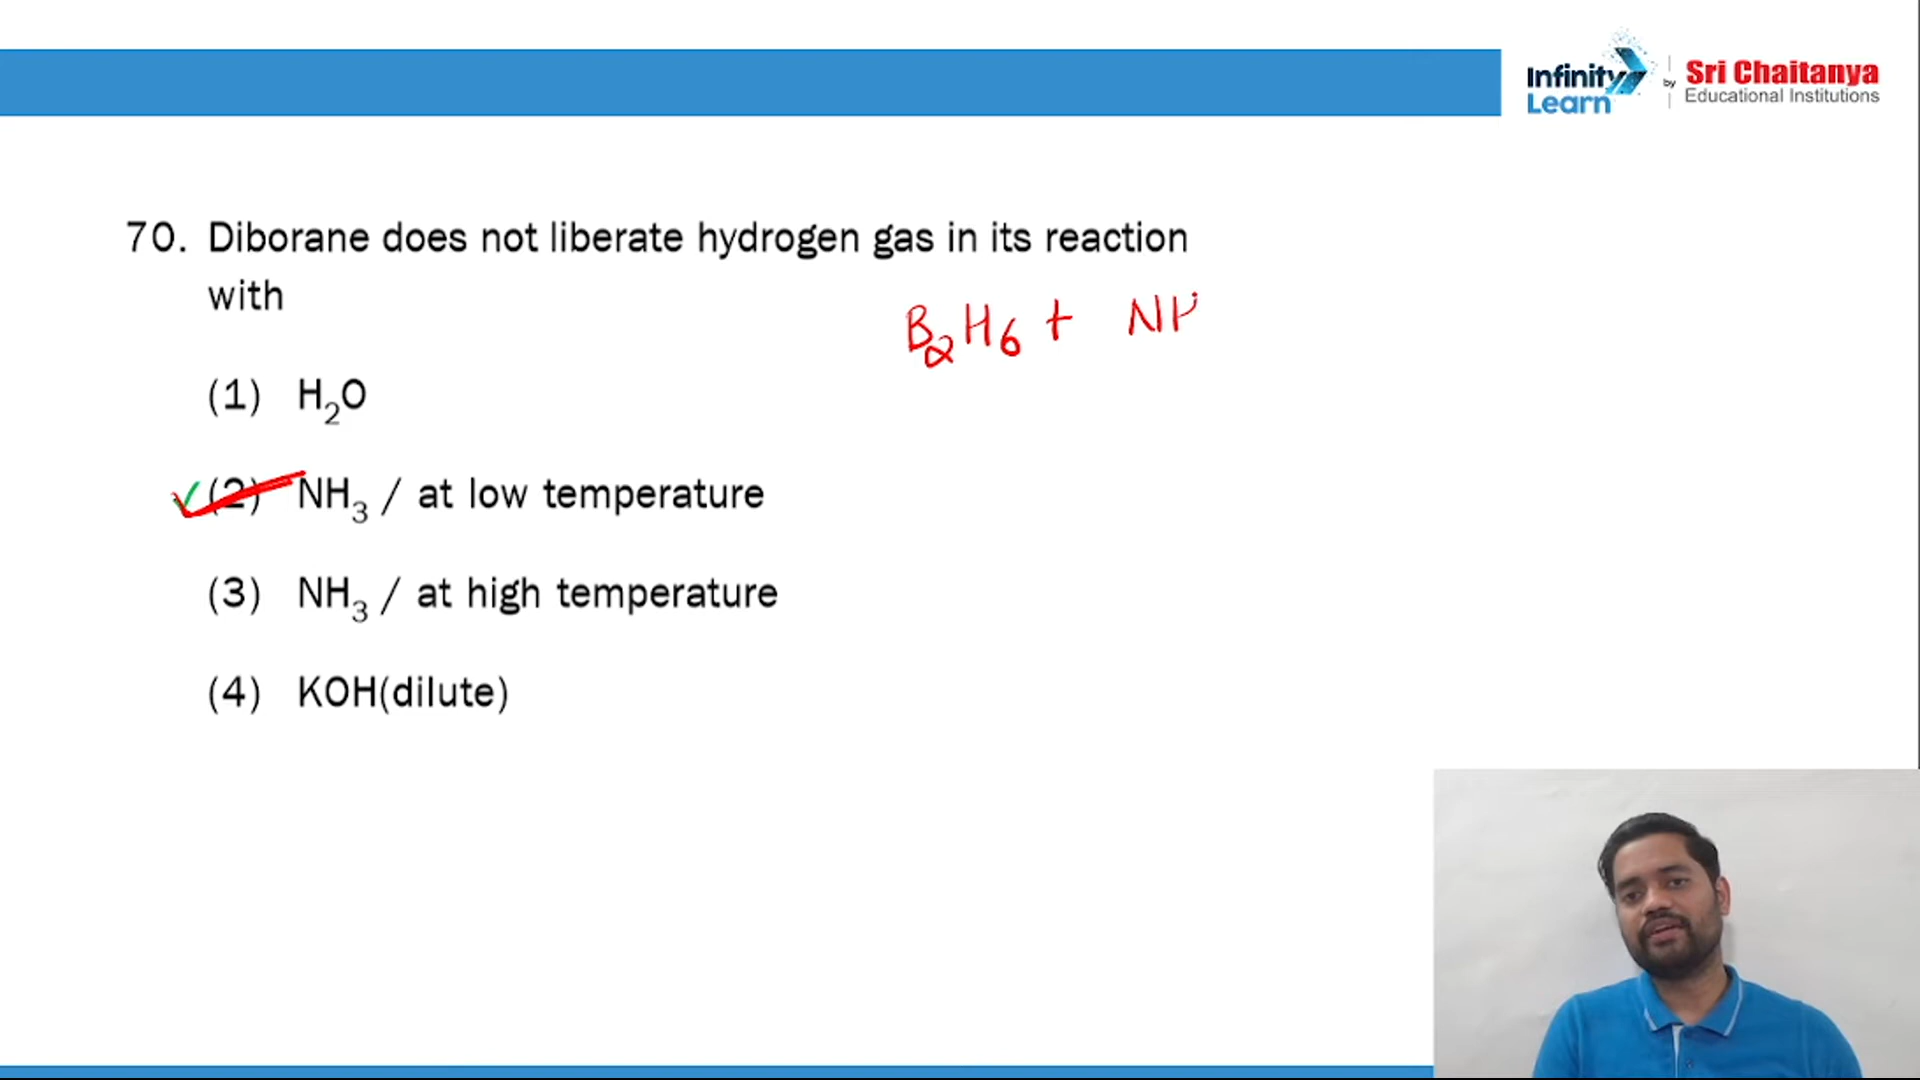 Infinity Learn by Sri Chaitanya Educational Institutions
70. Diborane does not liberate hydrogen gas in its reaction
with
B₂H₆ + NH
(1) H₂O
(2) NH₃ / at low temperature
(3) NH₃ / at high temperature
(4) KOH(dilute)